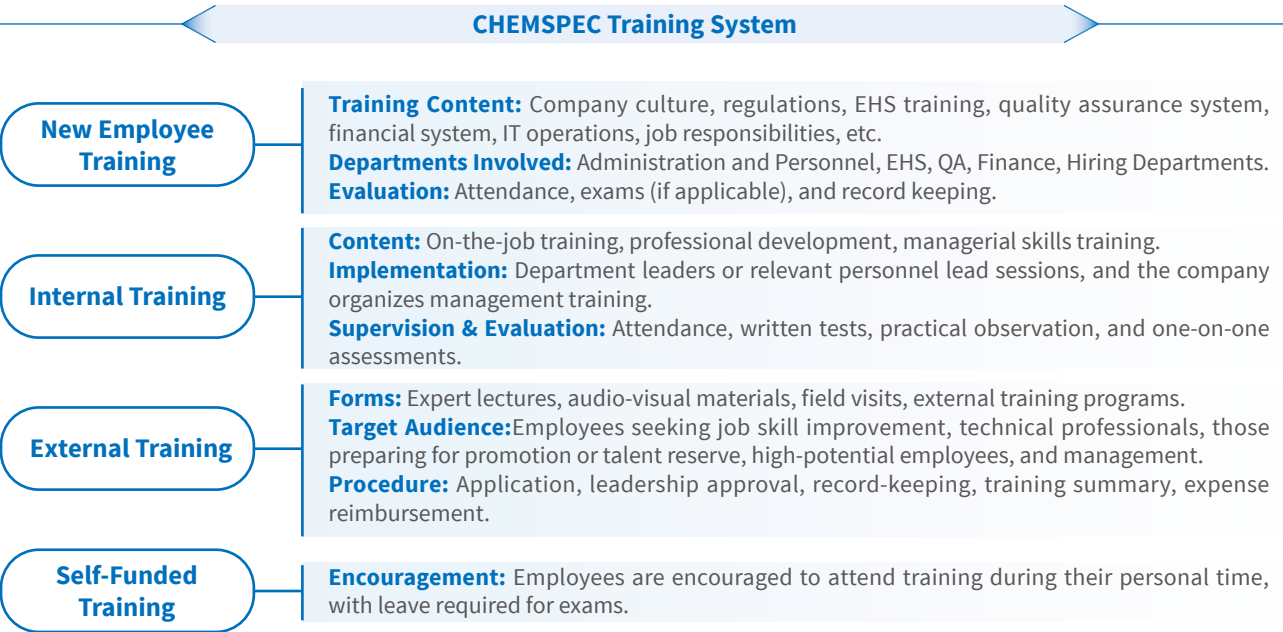 CHEMSPEC Training System
New Employee
Training
Training Content: Company culture, regulations, EHS training, quality assurance system,
financial system, IT operations, job responsibilities, etc.
Departments Involved: Administration and Personnel, EHS, QA, Finance, Hiring Departments.
Evaluation: Attendance, exams (if applicable), and record keeping.
Internal Training
Content: On-the-job training, professional development, managerial skills training.
Implementation: Department leaders or relevant personnel lead sessions, and the company
organizes management training.
Supervision & Evaluation: Attendance, written tests, practical observation, and one-on-one
assessments.
External Training
Forms: Expert lectures, audio-visual materials, field visits, external training programs.
Target Audience:Employees seeking job skill improvement, technical professionals, those
preparing for promotion or talent reserve, high-potential employees, and management.
Procedure: Application, leadership approval, record-keeping, training summary, expense
reimbursement.
Self-Funded
Training
Encouragement: Employees are encouraged to attend training during their personal time,
with leave required for exams.